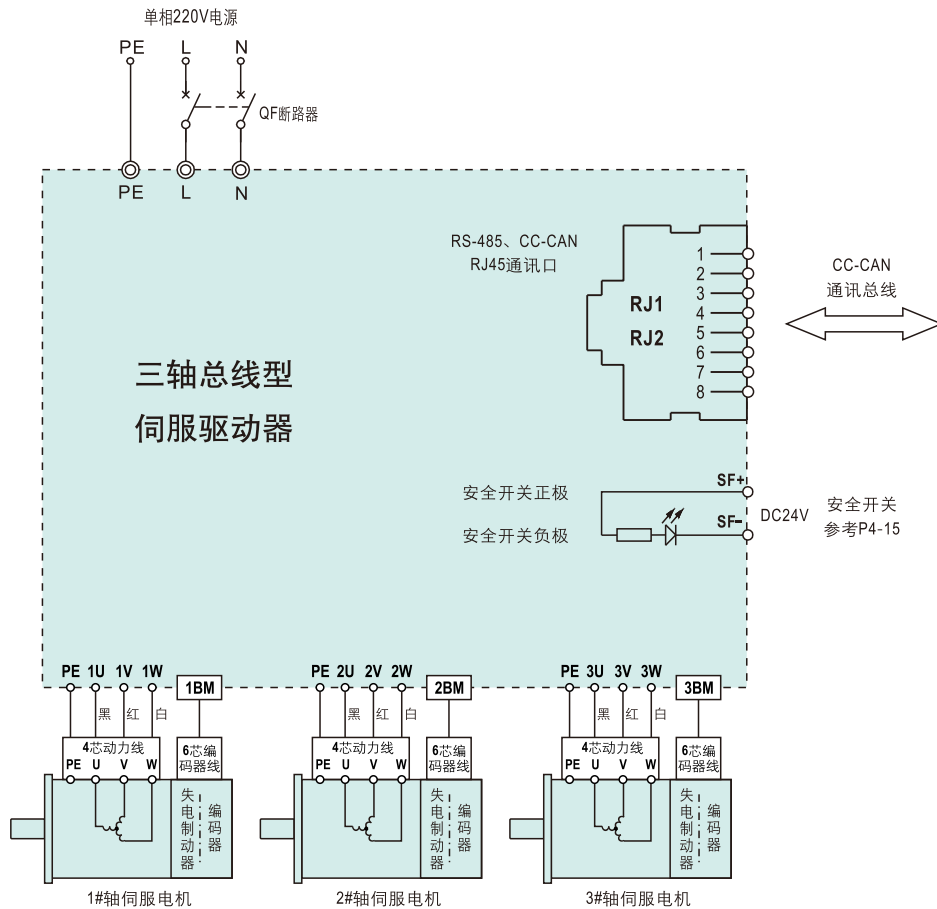 单相220V电源
PE L N
QF断路器
PE L N
RS-485、CC-CAN
RJ45通讯口
RJ1
RJ2
1
2
3
4
5
6
7
8
CC-CAN
通讯总线
三轴总线型
伺服驱动器
安全开关正极
SF+
安全开关负极
SF-
DC24V
安全开关
参考P4-15
PE 1U 1V 1W 1BM
黑 红 白
4芯动力线
PE U V W
6芯编
码器线
失电制动器
编码器
1#轴伺服电机
PE 2U 2V 2W 2BM
黑 红 白
4芯动力线
PE U V W
6芯编
码器线
失电制动器
编码器
2#轴伺服电机
PE 3U 3V 3W 3BM
黑 红 白
4芯动力线
PE U V W
6芯编
码器线
失电制动器
编码器
3#轴伺服电机